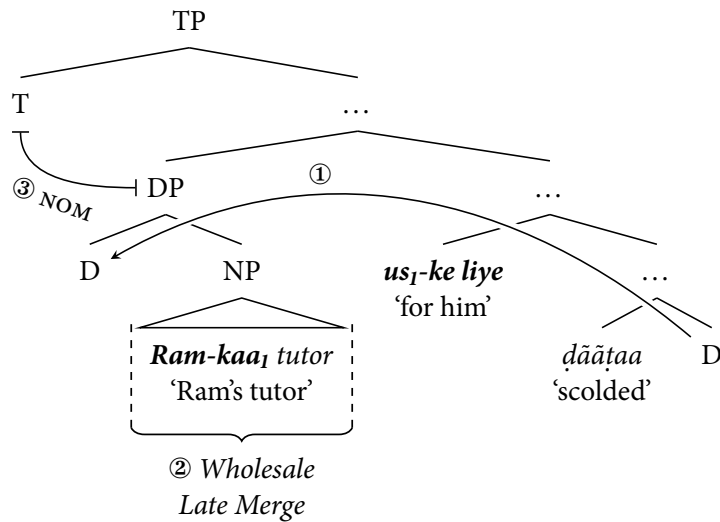 TP
T
…
③ NOM
DP
①
…
D
NP
us₁-ke liye
‘for him’
…
Ram-kaa₁ tutor
‘Ram’s tutor’
ḍããṭaa
‘scolded’
D
② Wholesale
Late Merge